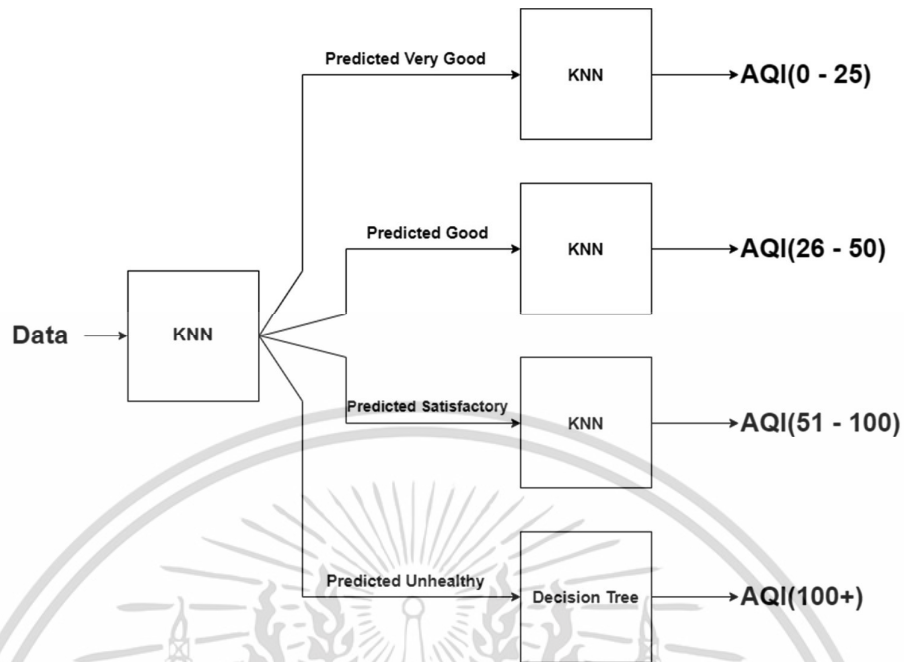 Predicted Very Good
KNN
AQI(0 - 25)
Predicted Good
KNN
AQI(26 - 50)
Data
KNN
Predicted Satisfactory
KNN
AQI(51 - 100)
Predicted Unhealthy
Decision Tree
AQI(100+)